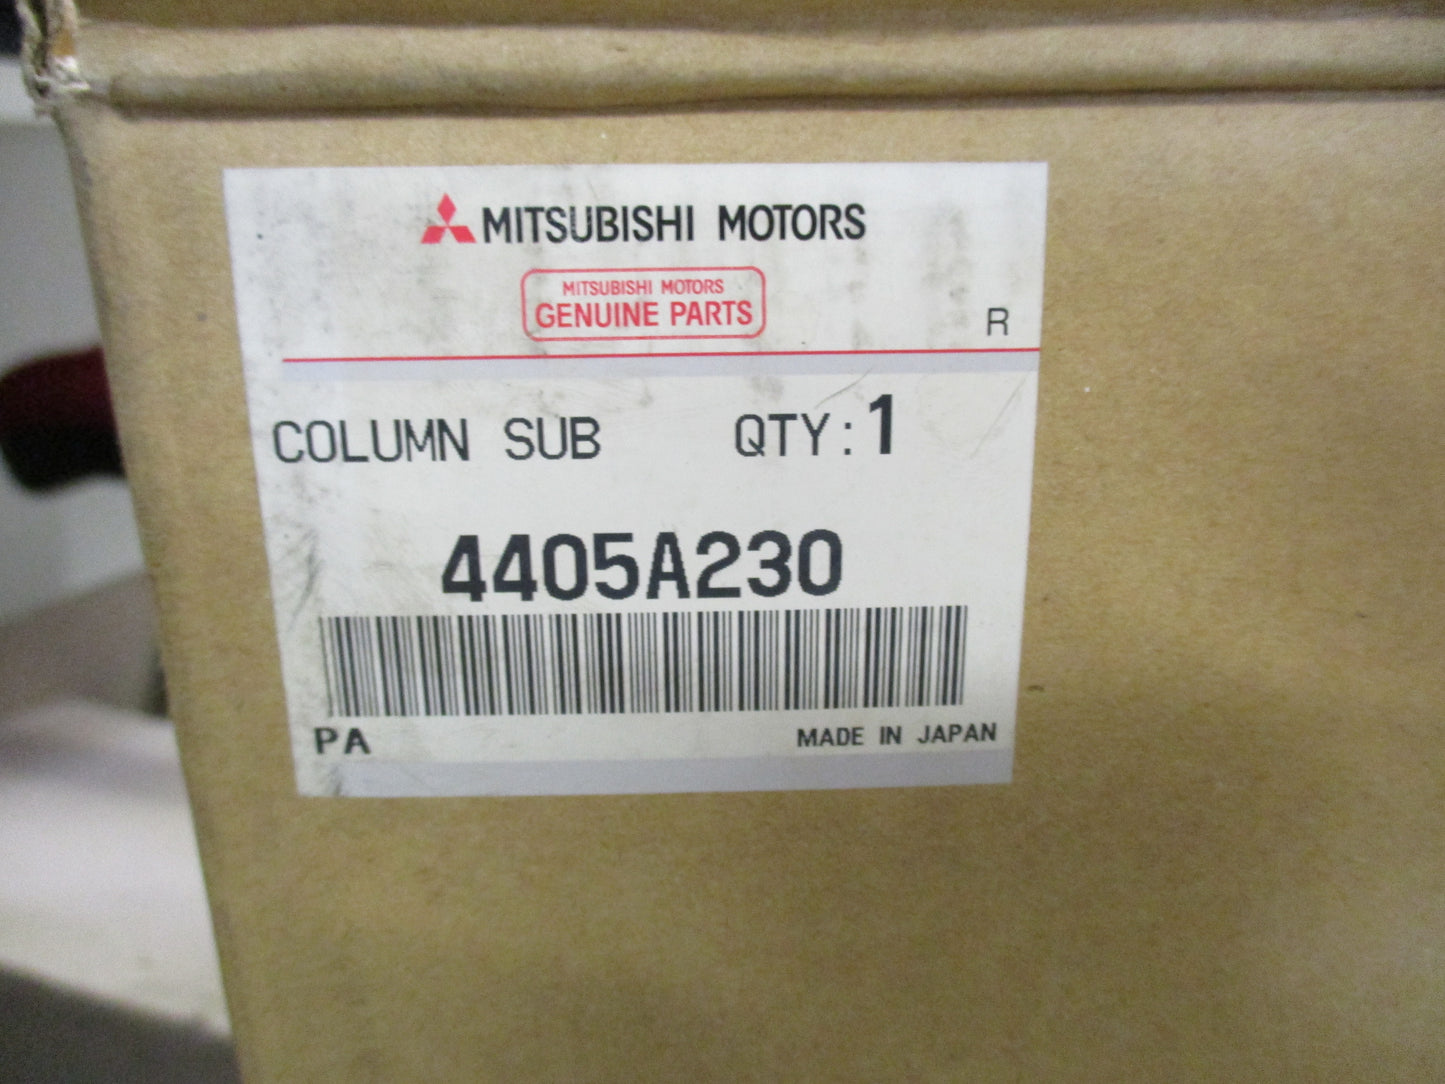 MITSUBISHI MOTORS
MITSUBISHI MOTORS
GENUINE PARTS
R
COLUMN SUB QTY:1
4405A230
PA MADE IN JAPAN